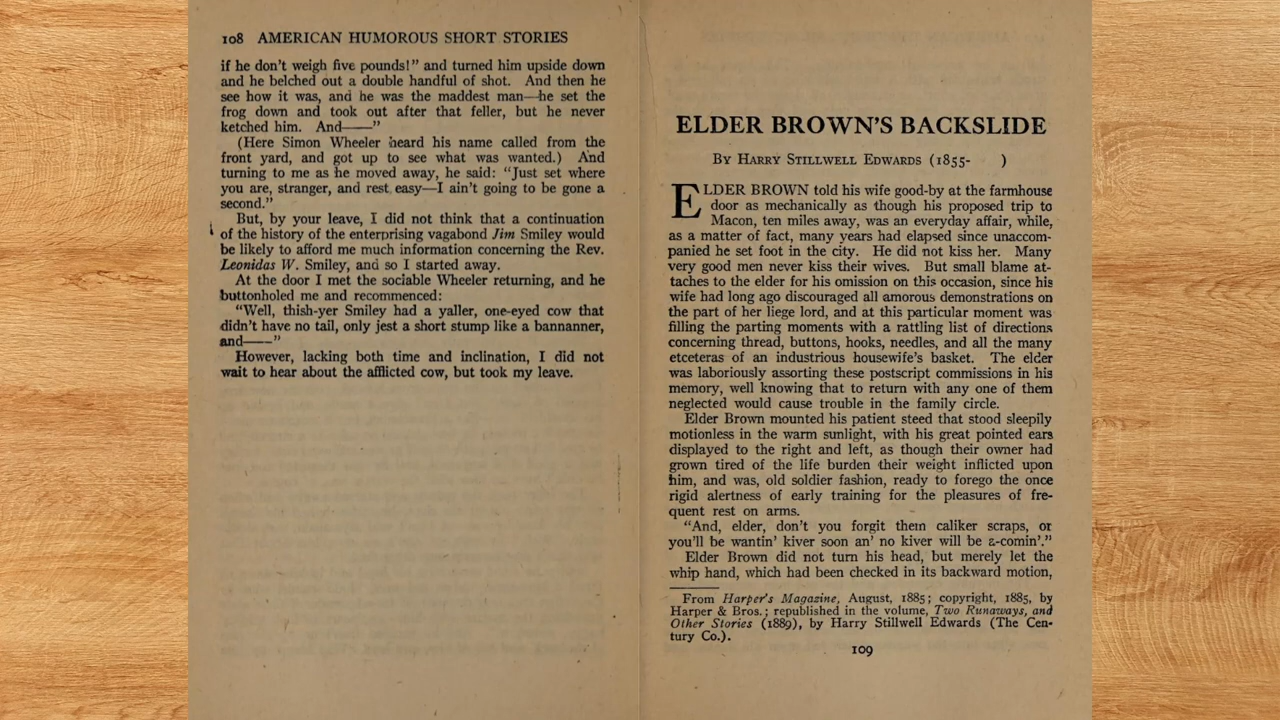 108 AMERICAN HUMOROUS SHORT STORIES
if he don't weigh five pounds!” and turned him upside down
and he belched out a double handful of shot. And then he
see how it was, and he was the maddest man—he set the
frog down and took out after that feller, but he never
ketched him. And——”
(Here Simon Wheeler heard his name called from the
front yard, and got up to see what was wanted.) And
turning to me as he moved away, he said: “Just set where
you are, stranger, and rest easy—I ain't going to be gone a
second.”
But, by your leave, I did not think that a continuation
of the history of the enterprising vagabond Jim Smiley would
be likely to afford me much information concerning the Rev.
Leonidas W. Smiley, and so I started away.
At the door I met the sociable Wheeler returning, and he
buttonholed me and recommenced:
“Well, thish-yer Smiley had a yaller, one-eyed cow that
didn't have no tail, only jest a short stump like a bannanner,
and——”
However, lacking both time and inclination, I did not
wait to hear about the afflicted cow, but took my leave.
ELDER BROWN'S BACKSLIDE
By Harry Stillwell Edwards (1855- )
ELDER BROWN told his wife good-by at the farmhouse
door as mechanically as though his proposed trip to
Macon, ten miles away, was an everyday affair, while,
as a matter of fact, many years had elapsed since unaccom-
panied he set foot in the city. He did not kiss her. Many
very good men never kiss their wives. But small blame at-
taches to the elder for his omission on this occasion, since his
wife had long ago discouraged all amorous demonstrations on
the part of her liege lord, and at this particular moment was
filling the parting moments with a rattling list of directions
concerning thread, buttons, hooks, needles, and all the many
etceteras of an industrious housewife's basket. The elder
was laboriously assorting these postscript commissions in his
memory, well knowing that to return with any one of them
neglected would cause trouble in the family circle.
Elder Brown mounted his patient steed that stood sleepily
motionless in the warm sunlight, with his great pointed ears
displayed to the right and left, as though their owner had
grown tired of the life burden their weight inflicted upon
him, and was, old soldier fashion, ready to forego the once
rigid alertness of early training for the pleasures of fre-
quent rest on arms.
“And, elder, don't you forgit them caliker scraps, or
you'll be wantin' kiver soon an' no kiver will be a-comin'.”
Elder Brown did not turn his head, but merely let the
whip hand, which had been checked in its backward motion,
From Harper's Magazine, August, 1885; copyright, 1885, by
Harper & Bros.; republished in the volume, Two Runaways, and
Other Stories (1889), by Harry Stillwell Edwards (The Cen-
tury Co.).
109